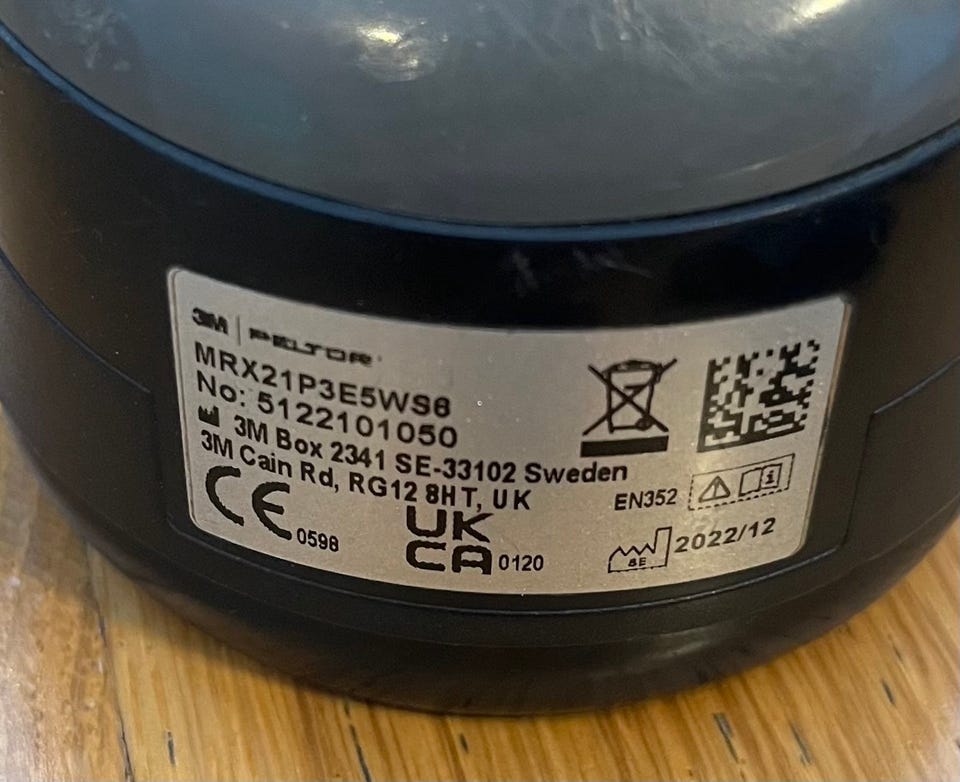 3M | PELTOR
MRX21P3E5WS6
No: 5122101050
3M Box 2341 SE-33102 Sweden
3M Cain Rd, RG12 8HT, UK
CE 0598
UK
CA 0120
EN352
i
SE
2022/12